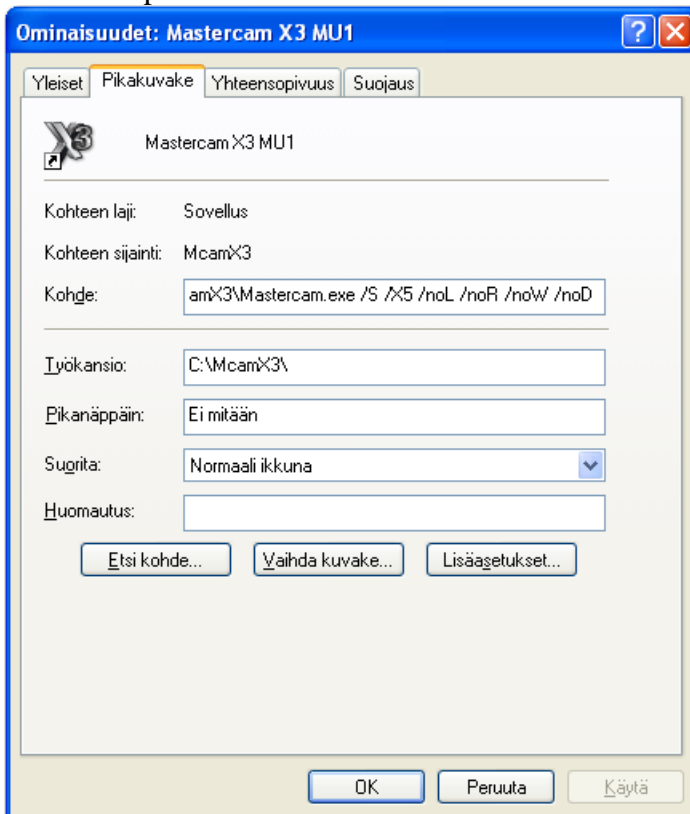 Ominaisuudet: Mastercam X3 MU1
Yleiset Pikakuvake Yhteensopivuus Suojaus
X3 Mastercam X3 MU1
Kohteen laji: Sovellus
Kohteen sijainti: McamX3
Kohde: amX3\Mastercam.exe /S /X5 /noL /noR /noW /noD
Työkansio: C:\McamX3\
Pikanäppäin: Ei mitään
Suorita: Normaali ikkuna
Huomautus:
Etsi kohde... Vaihda kuvake... Lisäasetukset...
OK Peruuta Käytä